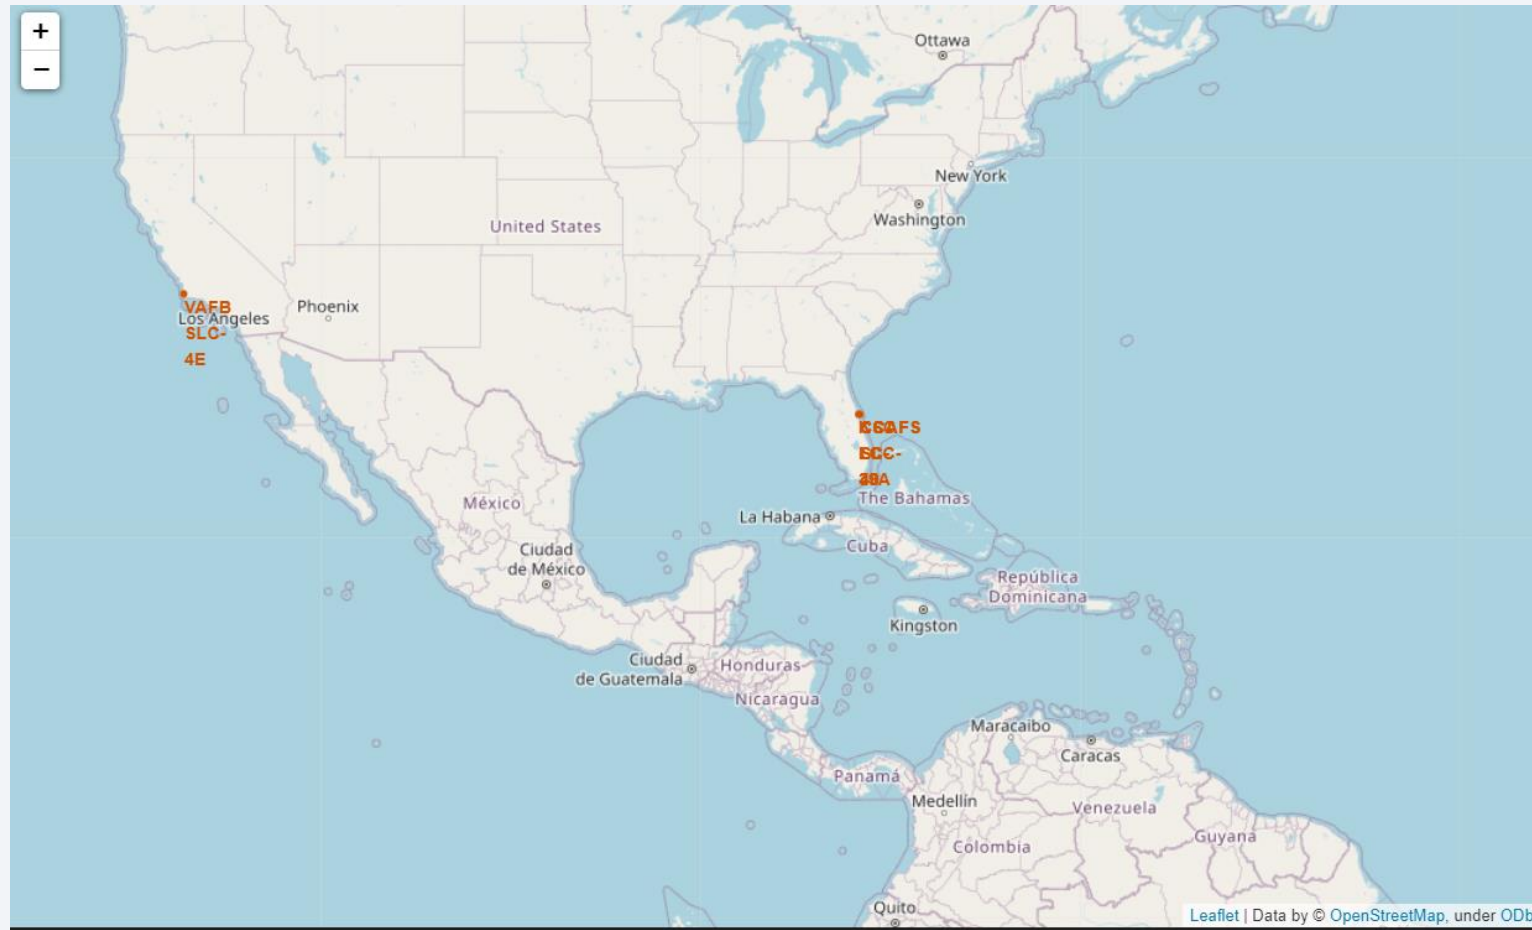 +
−
Ottawa
New York
Washington
United States
VAFB
Los Angeles
SLC-
4E
Phoenix
The Bahamas
La Habana
Cuba
México
Ciudad
de México
República
Dominicana
Kingston
Ciudad
de Guatemala
Honduras
Nicaragua
Maracaibo
Caracas
Panamá
Medellín
Venezuela
Guyana
Colombia
Quito
Leaflet | Data by © OpenStreetMap, under ODb